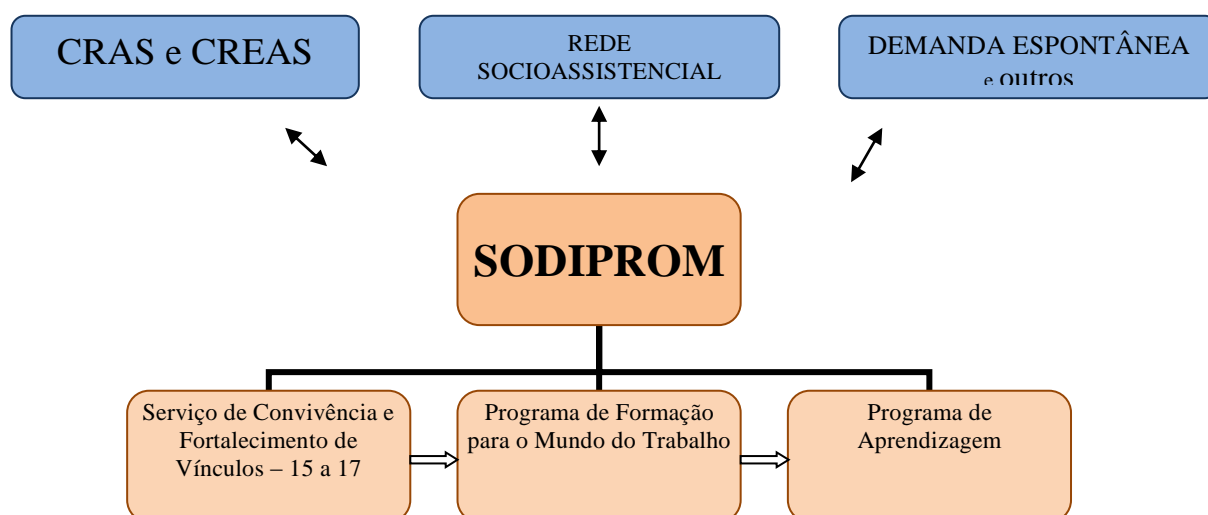 CRAS e CREAS
REDE
SOCIOASSISTENCIAL
DEMANDA ESPONTÂNEA
e outros
SODIPROM
Serviço de Convivência e
Fortalecimento de
Vínculos – 15 a 17
Programa de Formação
para o Mundo do Trabalho
Programa de
Aprendizagem